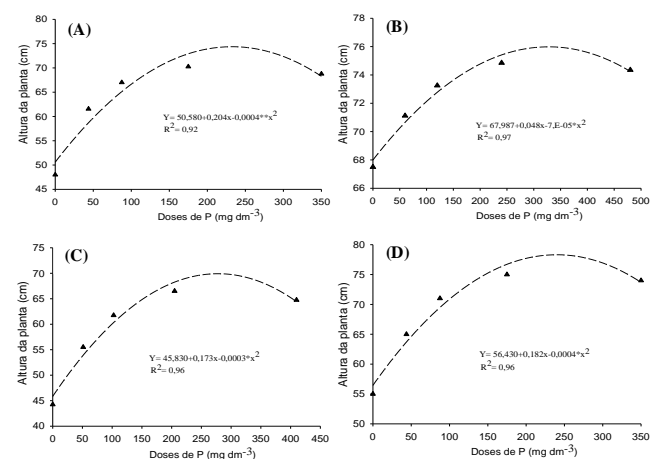 (A)
Altura da planta (cm)
80
75
70
65
60
55
50
45
Y= 50,580+0,204x-0,0004**x²
R²= 0,92
0 50 100 150 200 250 300 350
Doses de P (mg dm⁻³)
(B)
Altura da planta (cm)
78
76
74
72
70
68
66
Y= 67,987+0,048x-7,E-05*x²
R²= 0,97
0 50 100 150 200 250 300 350 400 450 500
Doses de P (mg dm⁻³)
(C)
Altura da planta (cm)
75
70
65
60
55
50
45
40
Y= 45,830+0,173x-0,0003*x²
R²= 0,96
0 50 100 150 200 250 300 350 400 450
Doses de P (mg dm⁻³)
(D)
Altura da planta (cm)
80
75
70
65
60
55
50
Y= 56,430+0,182x-0,0004*x²
R²= 0,96
0 50 100 150 200 250 300 350
Doses de P (mg dm⁻³)